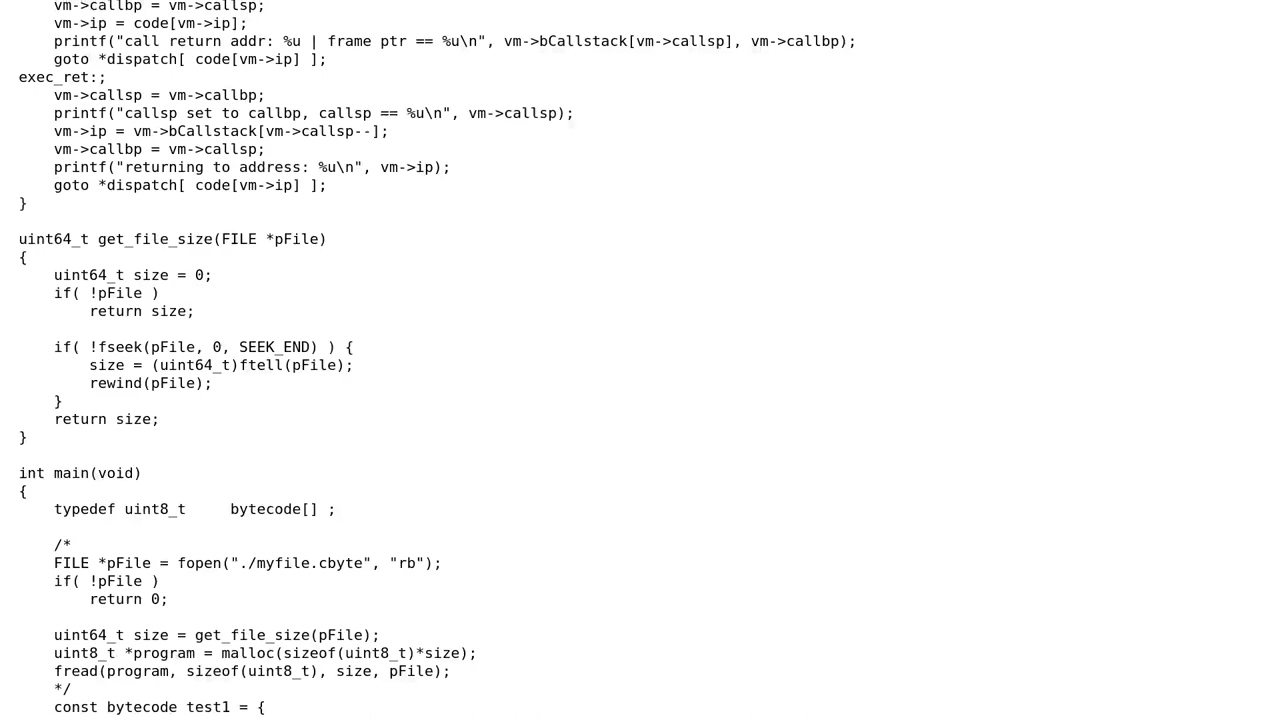 vm->callbp = vm->callsp;
    vm->ip = code[vm->ip];
    printf("call return addr: %u | frame ptr == %u\n", vm->bCallstack[vm->callsp], vm->callbp);
    goto *dispatch[ code[vm->ip] ];
exec_ret:;
    vm->callsp = vm->callbp;
    printf("callsp set to callbp, callsp == %u\n", vm->callsp);
    vm->ip = vm->bCallstack[vm->callsp--];
    vm->callbp = vm->callsp;
    printf("returning to address: %u\n", vm->ip);
    goto *dispatch[ code[vm->ip] ];
}

uint64_t get_file_size(FILE *pFile)
{
    uint64_t size = 0;
    if( !pFile )
        return size;

    if( !fseek(pFile, 0, SEEK_END) ) {
        size = (uint64_t)ftell(pFile);
        rewind(pFile);
    }
    return size;
}

int main(void)
{
    typedef uint8_t     bytecode[] ;

    /*
    FILE *pFile = fopen("./myfile.cbyte", "rb");
    if( !pFile )
        return 0;

    uint64_t size = get_file_size(pFile);
    uint8_t *program = malloc(sizeof(uint8_t)*size);
    fread(program, sizeof(uint8_t), size, pFile);
    */
    const bytecode test1 = {